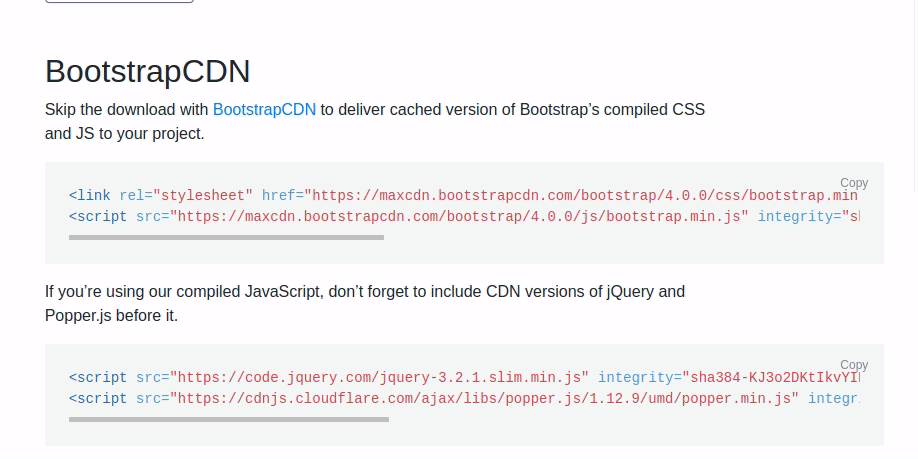 BootstrapCDN
Skip the download with BootstrapCDN to deliver cached version of Bootstrap’s compiled CSS
and JS to your project.
Copy
<link rel="stylesheet" href="https://maxcdn.bootstrapcdn.com/bootstrap/4.0.0/css/bootstrap.min
<script src="https://maxcdn.bootstrapcdn.com/bootstrap/4.0.0/js/bootstrap.min.js" integrity="sh
If you’re using our compiled JavaScript, don’t forget to include CDN versions of jQuery and
Popper.js before it.
Copy
<script src="https://code.jquery.com/jquery-3.2.1.slim.min.js" integrity="sha384-KJ3o2DKtIkvYI
<script src="https://cdnjs.cloudflare.com/ajax/libs/popper.js/1.12.9/umd/popper.min.js" integr